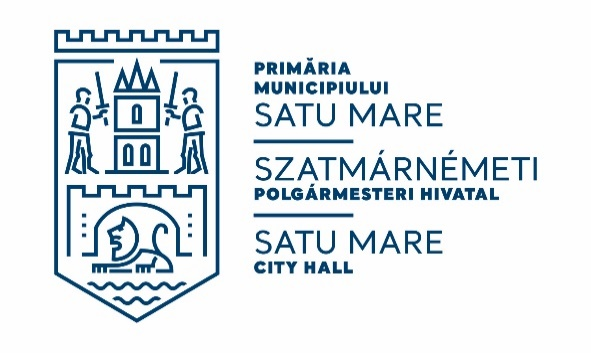 PRIMĂRIA
MUNICIPIULUI
SATU MARE
SZATMÁRNÉMETI
POLGÁRMESTERI HIVATAL
SATU MARE
CITY HALL